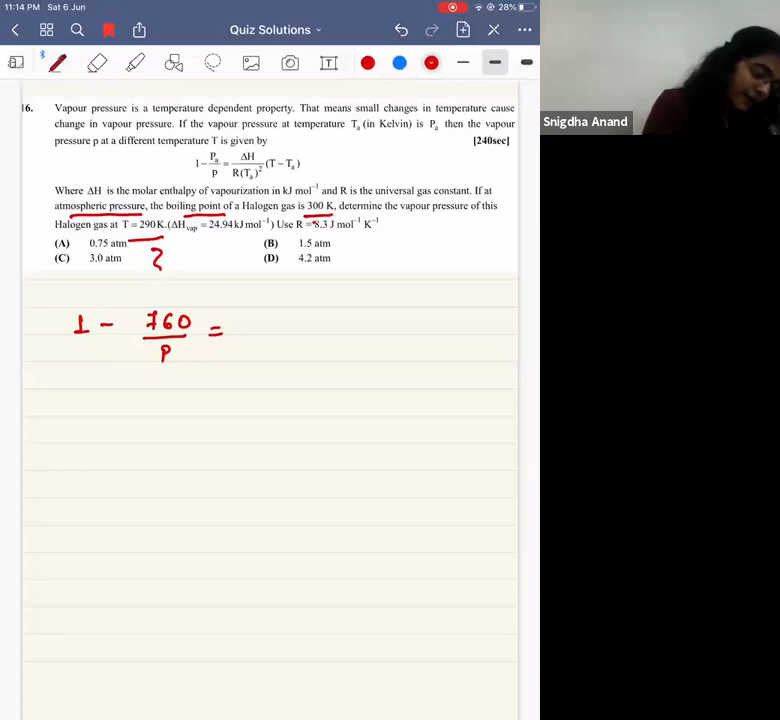 11:14 PM Sat 6 Jun 28%
Quiz Solutions
T
16. Vapour pressure is a temperature dependent property. That means small changes in temperature cause
change in vapour pressure. If the vapour pressure at temperature Tₐ (in Kelvin) is Pₐ then the vapour
pressure p at a different temperature T is given by [240sec]
1 − Pₐ/p = ΔH/R(Tₐ)² (T − Tₐ)
Where ΔH is the molar enthalpy of vapourization in kJ mol⁻¹ and R is the universal gas constant. If at
atmospheric pressure, the boiling point of a Halogen gas is 300 K, determine the vapour pressure of this
Halogen gas at T = 290K.(ΔHvap = 24.94kJ mol⁻¹) Use R = 8.3 J mol⁻¹ K⁻¹
(A) 0.75 atm (B) 1.5 atm
(C) 3.0 atm (D) 4.2 atm
?
1 − 760/p =
Snigdha Anand